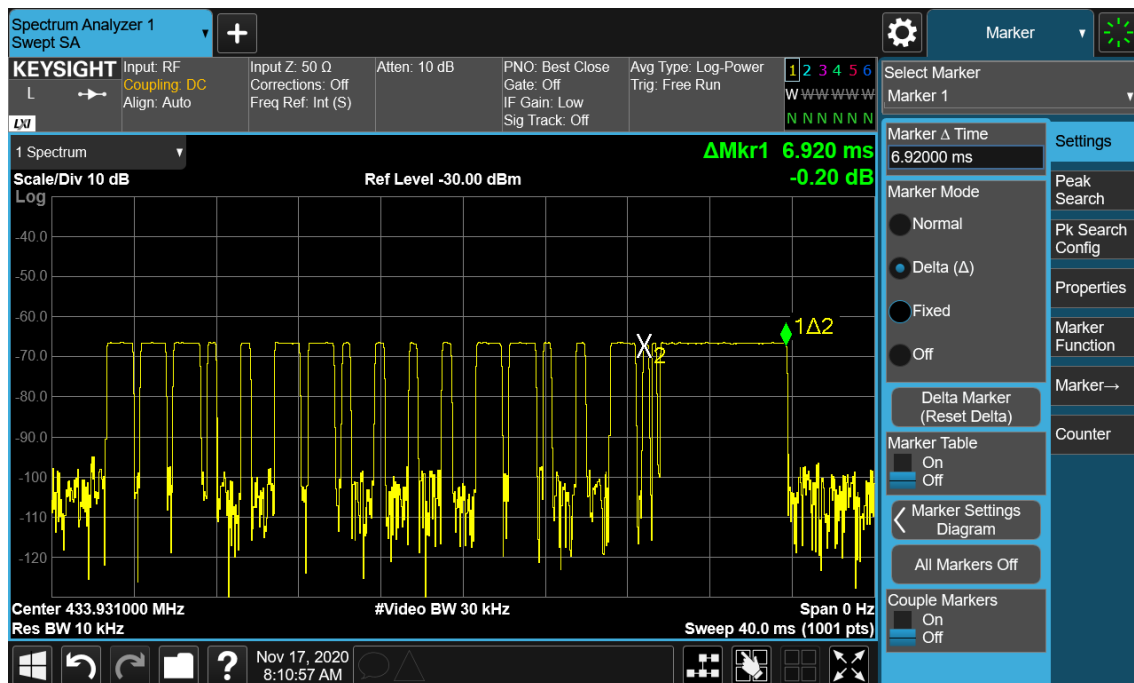 Spectrum Analyzer 1
Swept SA
+
Marker
KEYSIGHT
L
LXI
Input: RF
Coupling: DC
Align: Auto
Input Z: 50 Ω
Corrections: Off
Freq Ref: Int (S)
Atten: 10 dB
PNO: Best Close
Gate: Off
IF Gain: Low
Sig Track: Off
Avg Type: Log-Power
Trig: Free Run
1 2 3 4 5 6
W W W W W W
N N N N N N
Select Marker
Marker 1
1 Spectrum
Scale/Div 10 dB
Ref Level -30.00 dBm
ΔMkr1 6.920 ms
-0.20 dB
Log
-40.0
-50.0
-60.0
-70.0
-80.0
-90.0
-100
-110
-120
1Δ2
X
2
Center 433.931000 MHz
#Video BW 30 kHz
Span 0 Hz
Res BW 10 kHz
Sweep 40.0 ms (1001 pts)
Marker Δ Time
6.92000 ms
Marker Mode
Normal
Delta (Δ)
Fixed
Off
Delta Marker
(Reset Delta)
Marker Table
On
Off
Marker Settings
Diagram
All Markers Off
Couple Markers
On
Off
Settings
Peak
Search
Pk Search
Config
Properties
Marker
Function
Marker→
Counter
?
Nov 17, 2020
8:10:57 AM